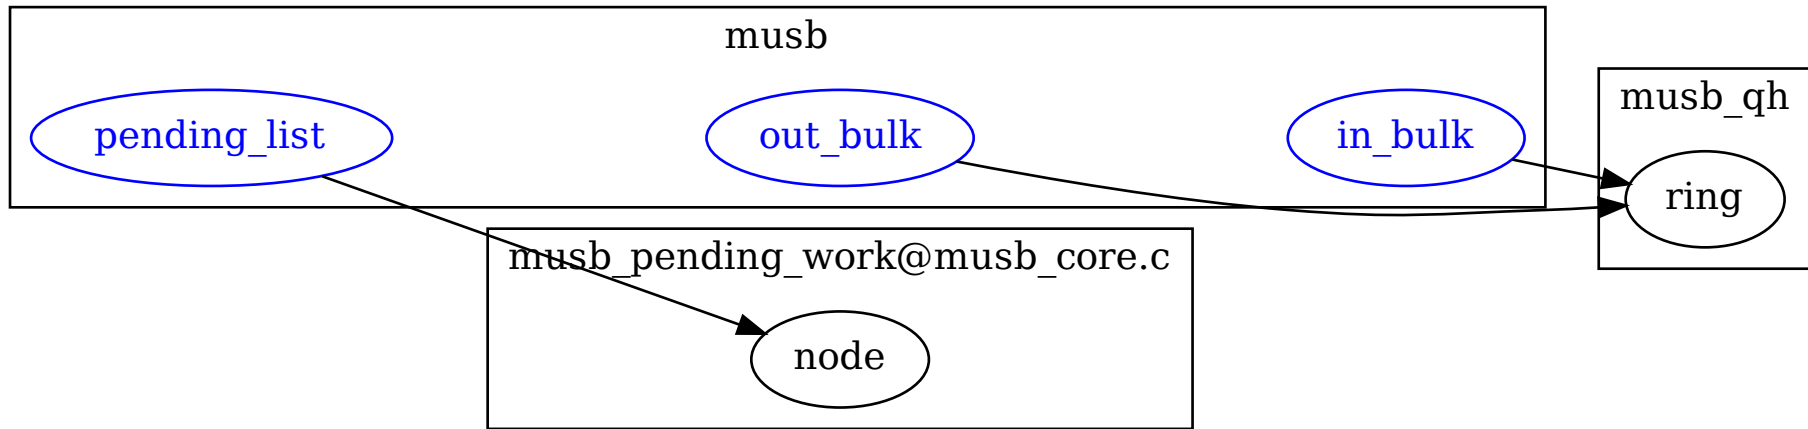 musb
pending_list
out_bulk
in_bulk
musb_qh
ring
musb_pending_work@musb_core.c
node